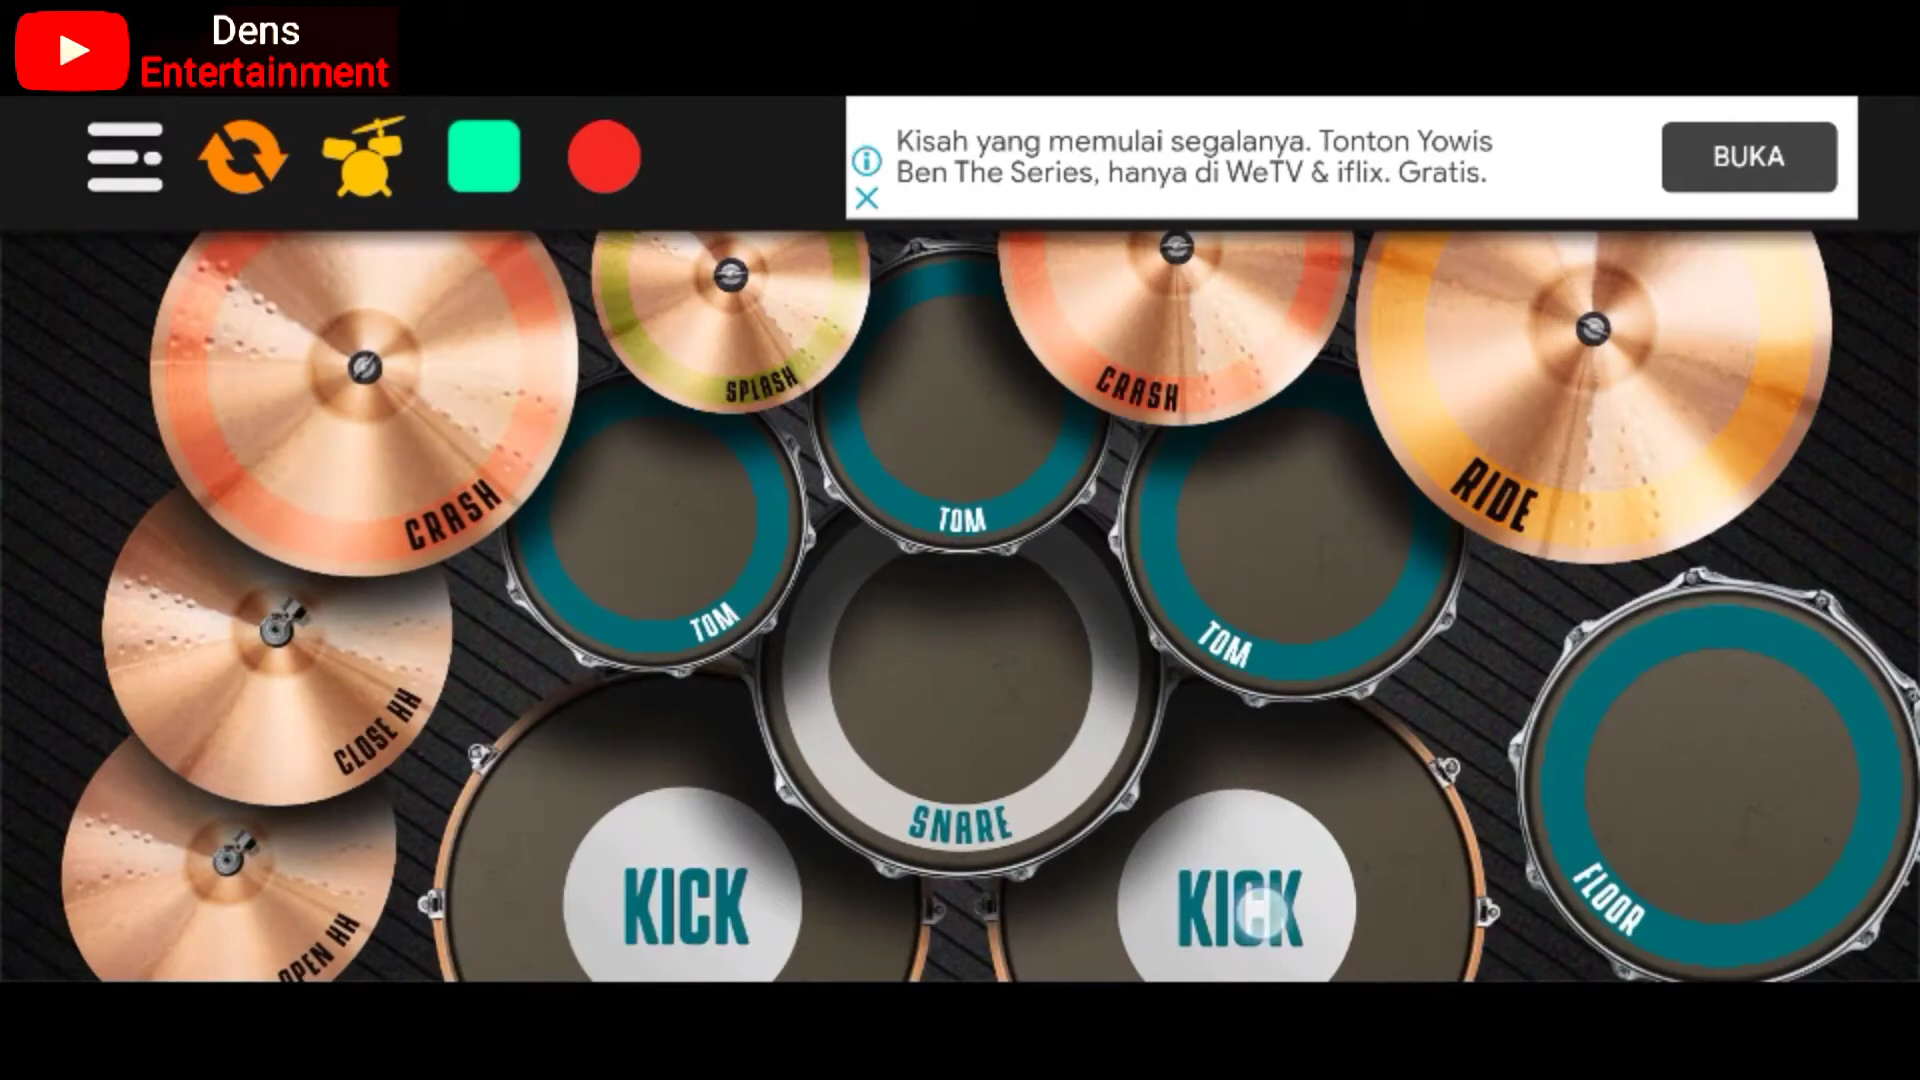 Dens
Entertainment
Kisah yang memulai segalanya. Tonton Yowis
Ben The Series, hanya di WeTV & iflix. Gratis.
BUKA
SPLASH
CRASH
CRASH
RIDE
TOM
TOM
TOM
CLOSE HH
SNARE
KICK
KICK
FLOOR
OPEN HH